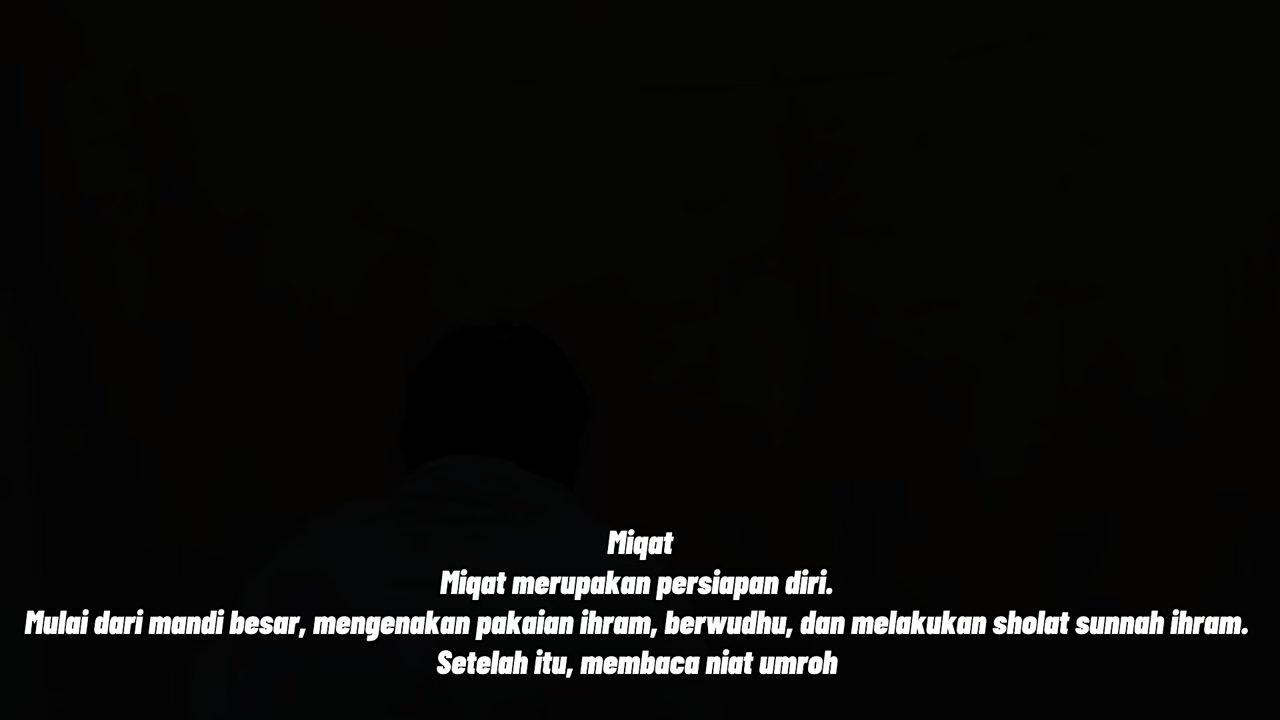 Miqat
Miqat merupakan persiapan diri.
Mulai dari mandi besar, mengenakan pakaian ihram, berwudhu, dan melakukan sholat sunnah ihram.
Setelah itu, membaca niat umroh